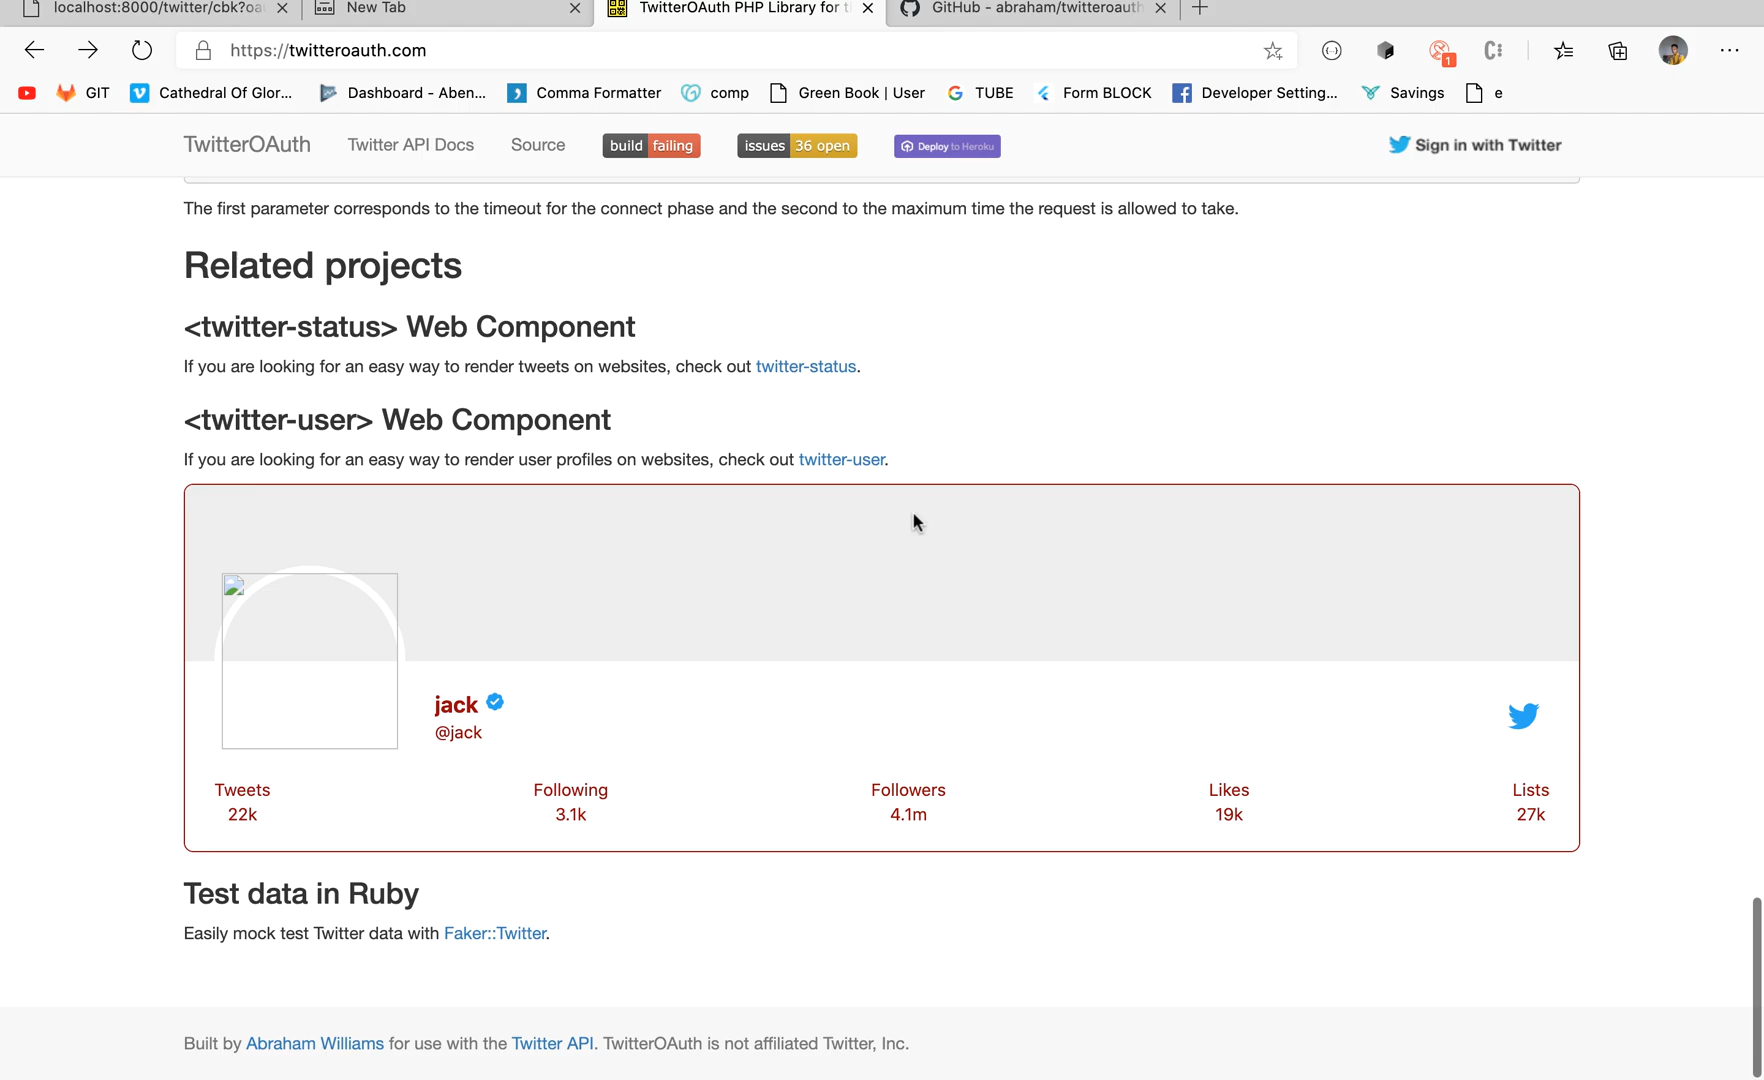 localhost:8000/twitter/cbk?oa
New Tab
TwitterOAuth PHP Library for t
GitHub - abraham/twitteroauth
https://twitteroauth.com
1
GIT
Cathedral Of Glor...
Dashboard - Aben...
Comma Formatter
comp
Green Book | User
TUBE
Form BLOCK
Developer Setting...
Savings
e
TwitterOAuth
Twitter API Docs
Source
build failing
issues 36 open
Deploy to Heroku
Sign in with Twitter
The first parameter corresponds to the timeout for the connect phase and the second to the maximum time the request is allowed to take.
Related projects
<twitter-status> Web Component
If you are looking for an easy way to render tweets on websites, check out twitter-status.
<twitter-user> Web Component
If you are looking for an easy way to render user profiles on websites, check out twitter-user.
jack
@jack
Tweets
22k
Following
3.1k
Followers
4.1m
Likes
19k
Lists
27k
Test data in Ruby
Easily mock test Twitter data with Faker::Twitter.
Built by Abraham Williams for use with the Twitter API. TwitterOAuth is not affiliated Twitter, Inc.